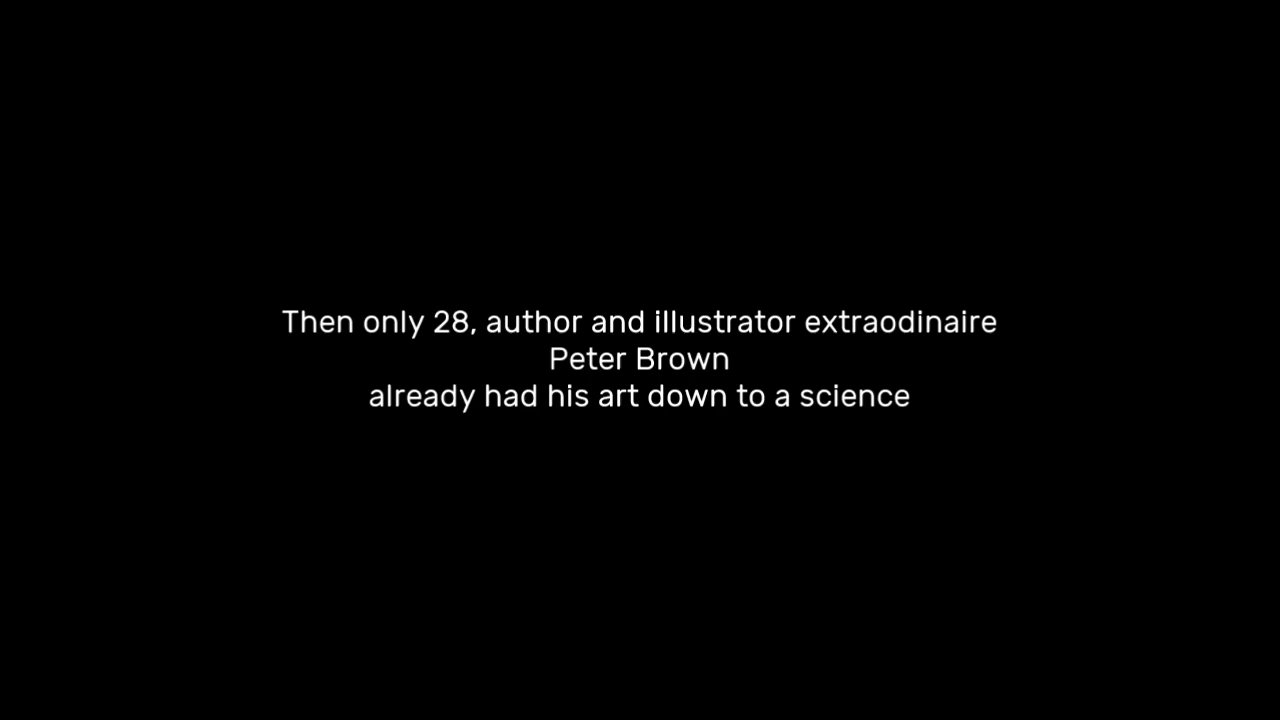 Then only 28, author and illustrator extraodinaire
Peter Brown
already had his art down to a science